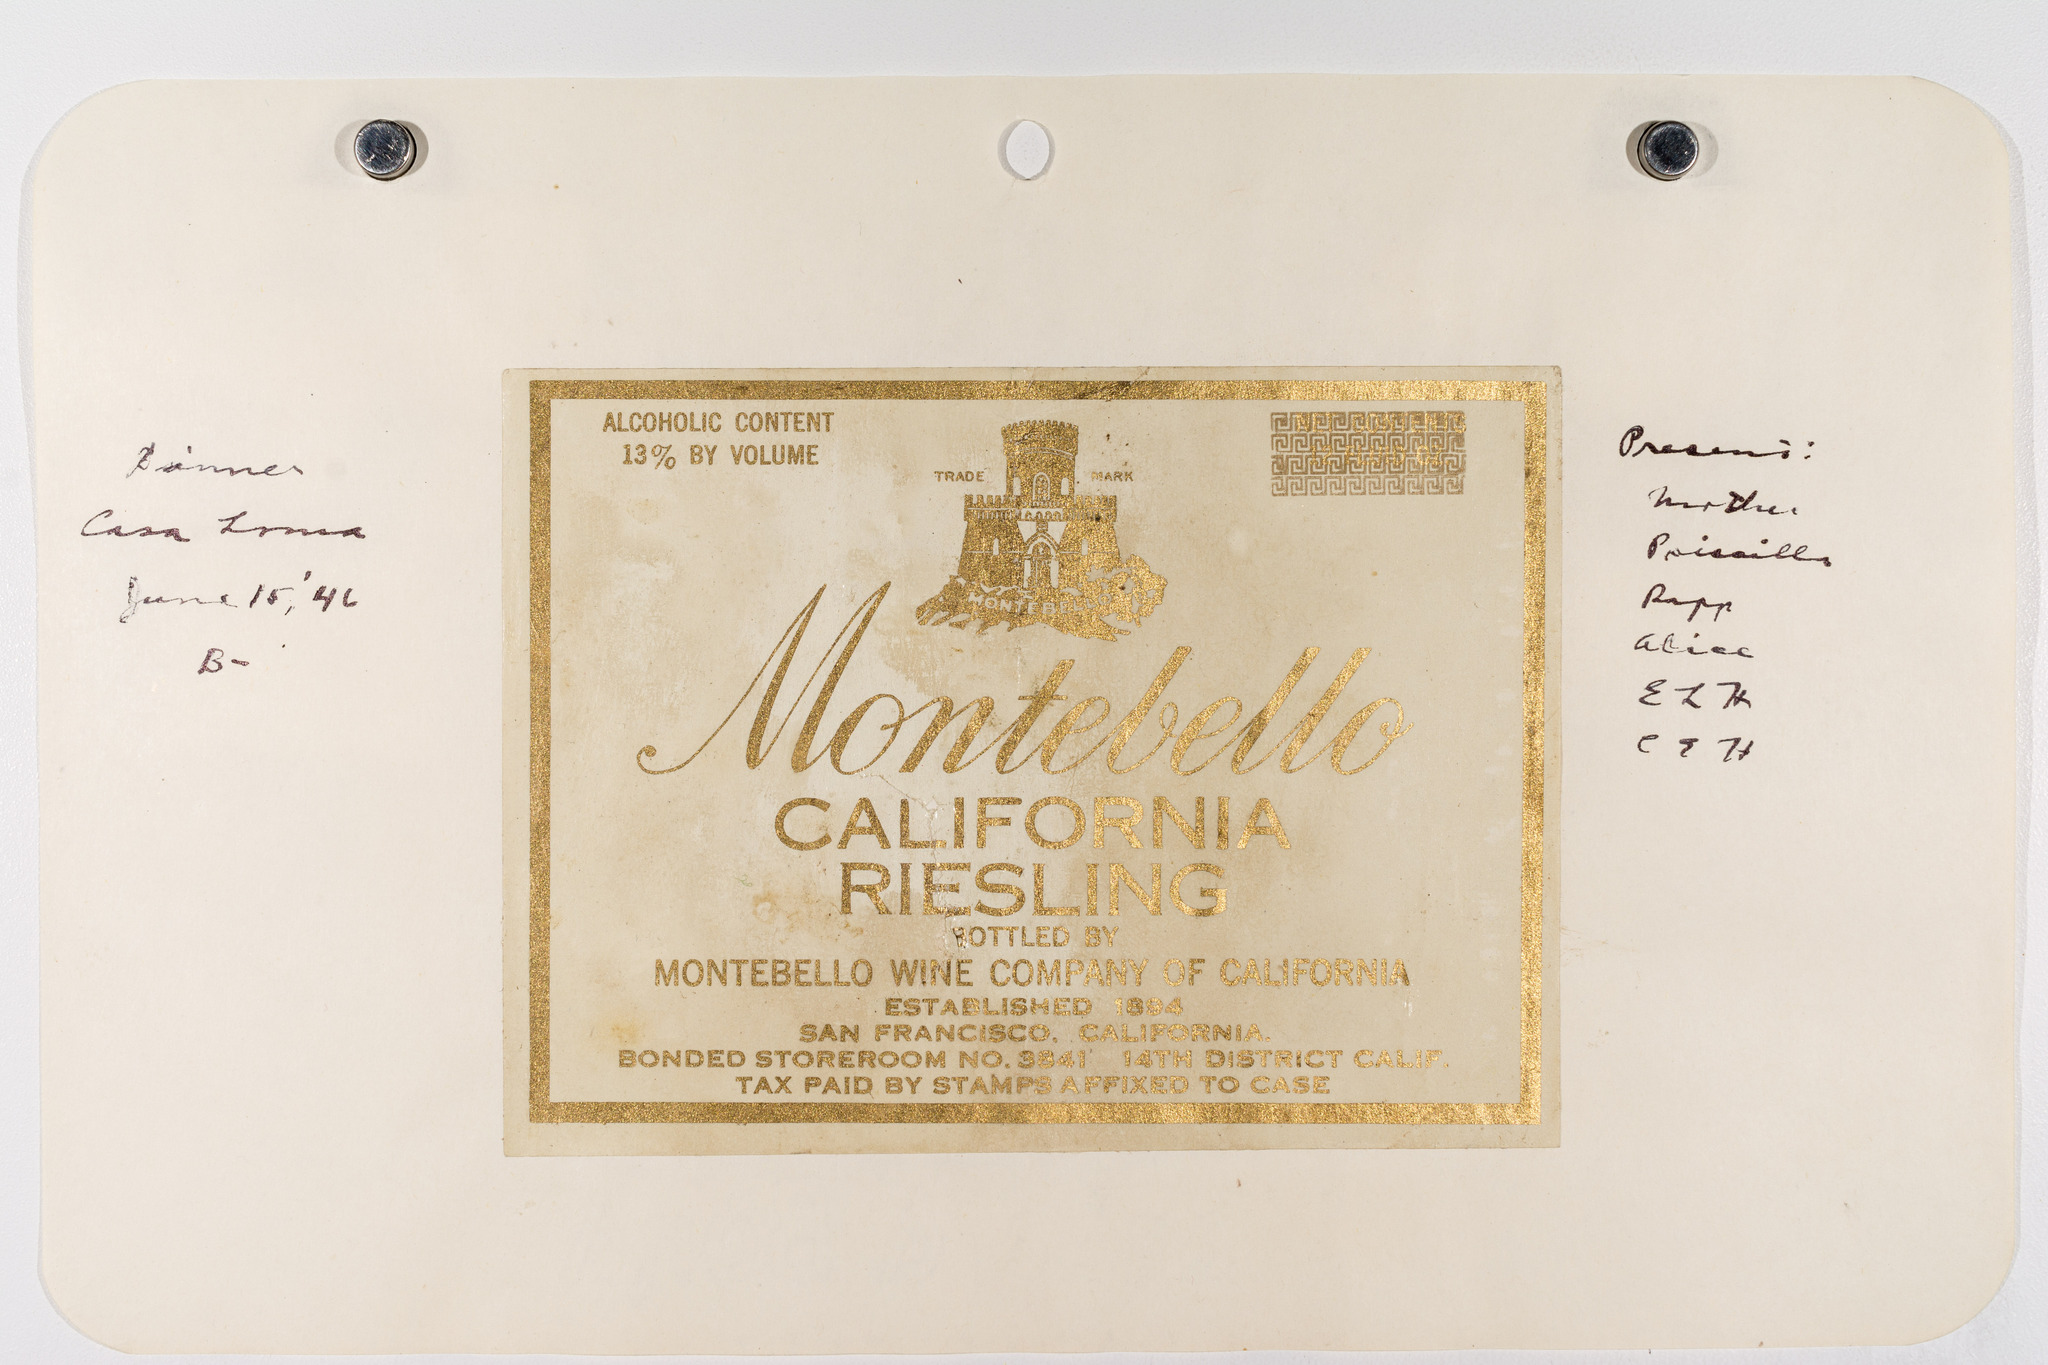 Dinner
Casa Loma
June 15, '46
B-
ALCOHOLIC CONTENT
13% BY VOLUME
TRADE MARK
MONTEBELLO
Montebello
CALIFORNIA
RIESLING
BOTTLED BY
MONTEBELLO WINE COMPANY OF CALIFORNIA
ESTABLISHED 1894
SAN FRANCISCO, CALIFORNIA.
BONDED STOREROOM NO. 3841 14TH DISTRICT CALIF.
TAX PAID BY STAMPS AFFIXED TO CASE
Present:
Mother
Priscilla
Rapp
Alice
E L H
C E H